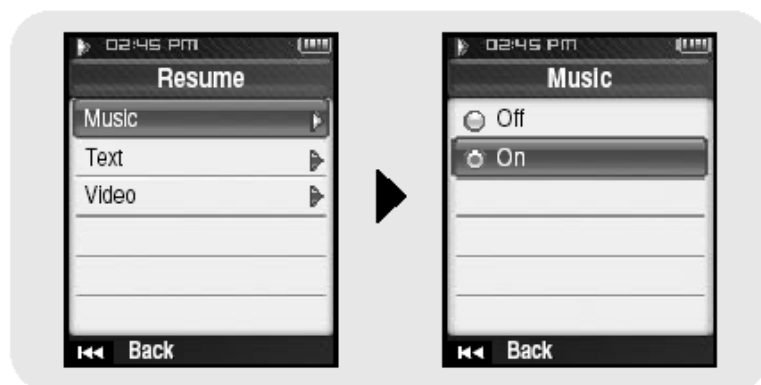 02:45 PM
Resume
Music
Text
Video
Back
02:45 PM
Music
Off
On
Back